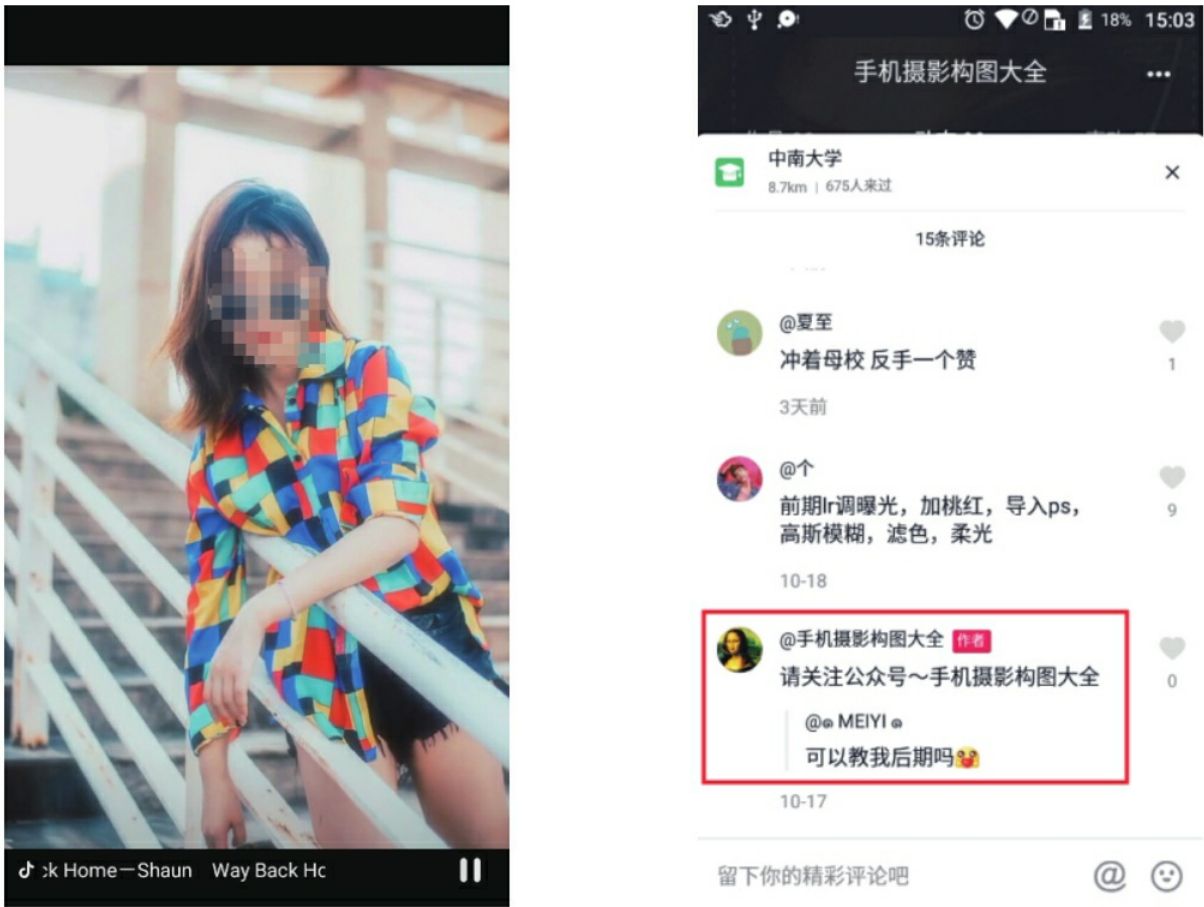 ck Home－Shaun Way Back Ho
18% 15:03
手机摄影构图大全
中南大学
8.7km | 675人来过
15条评论
@夏至
冲着母校 反手一个赞
1
3天前
@个
前期lr调曝光，加桃红，导入ps，
高斯模糊，滤色，柔光
9
10-18
@手机摄影构图大全 作者
请关注公众号～手机摄影构图大全
0
@๑ MEIYI ๑
可以教我后期吗
10-17
留下你的精彩评论吧